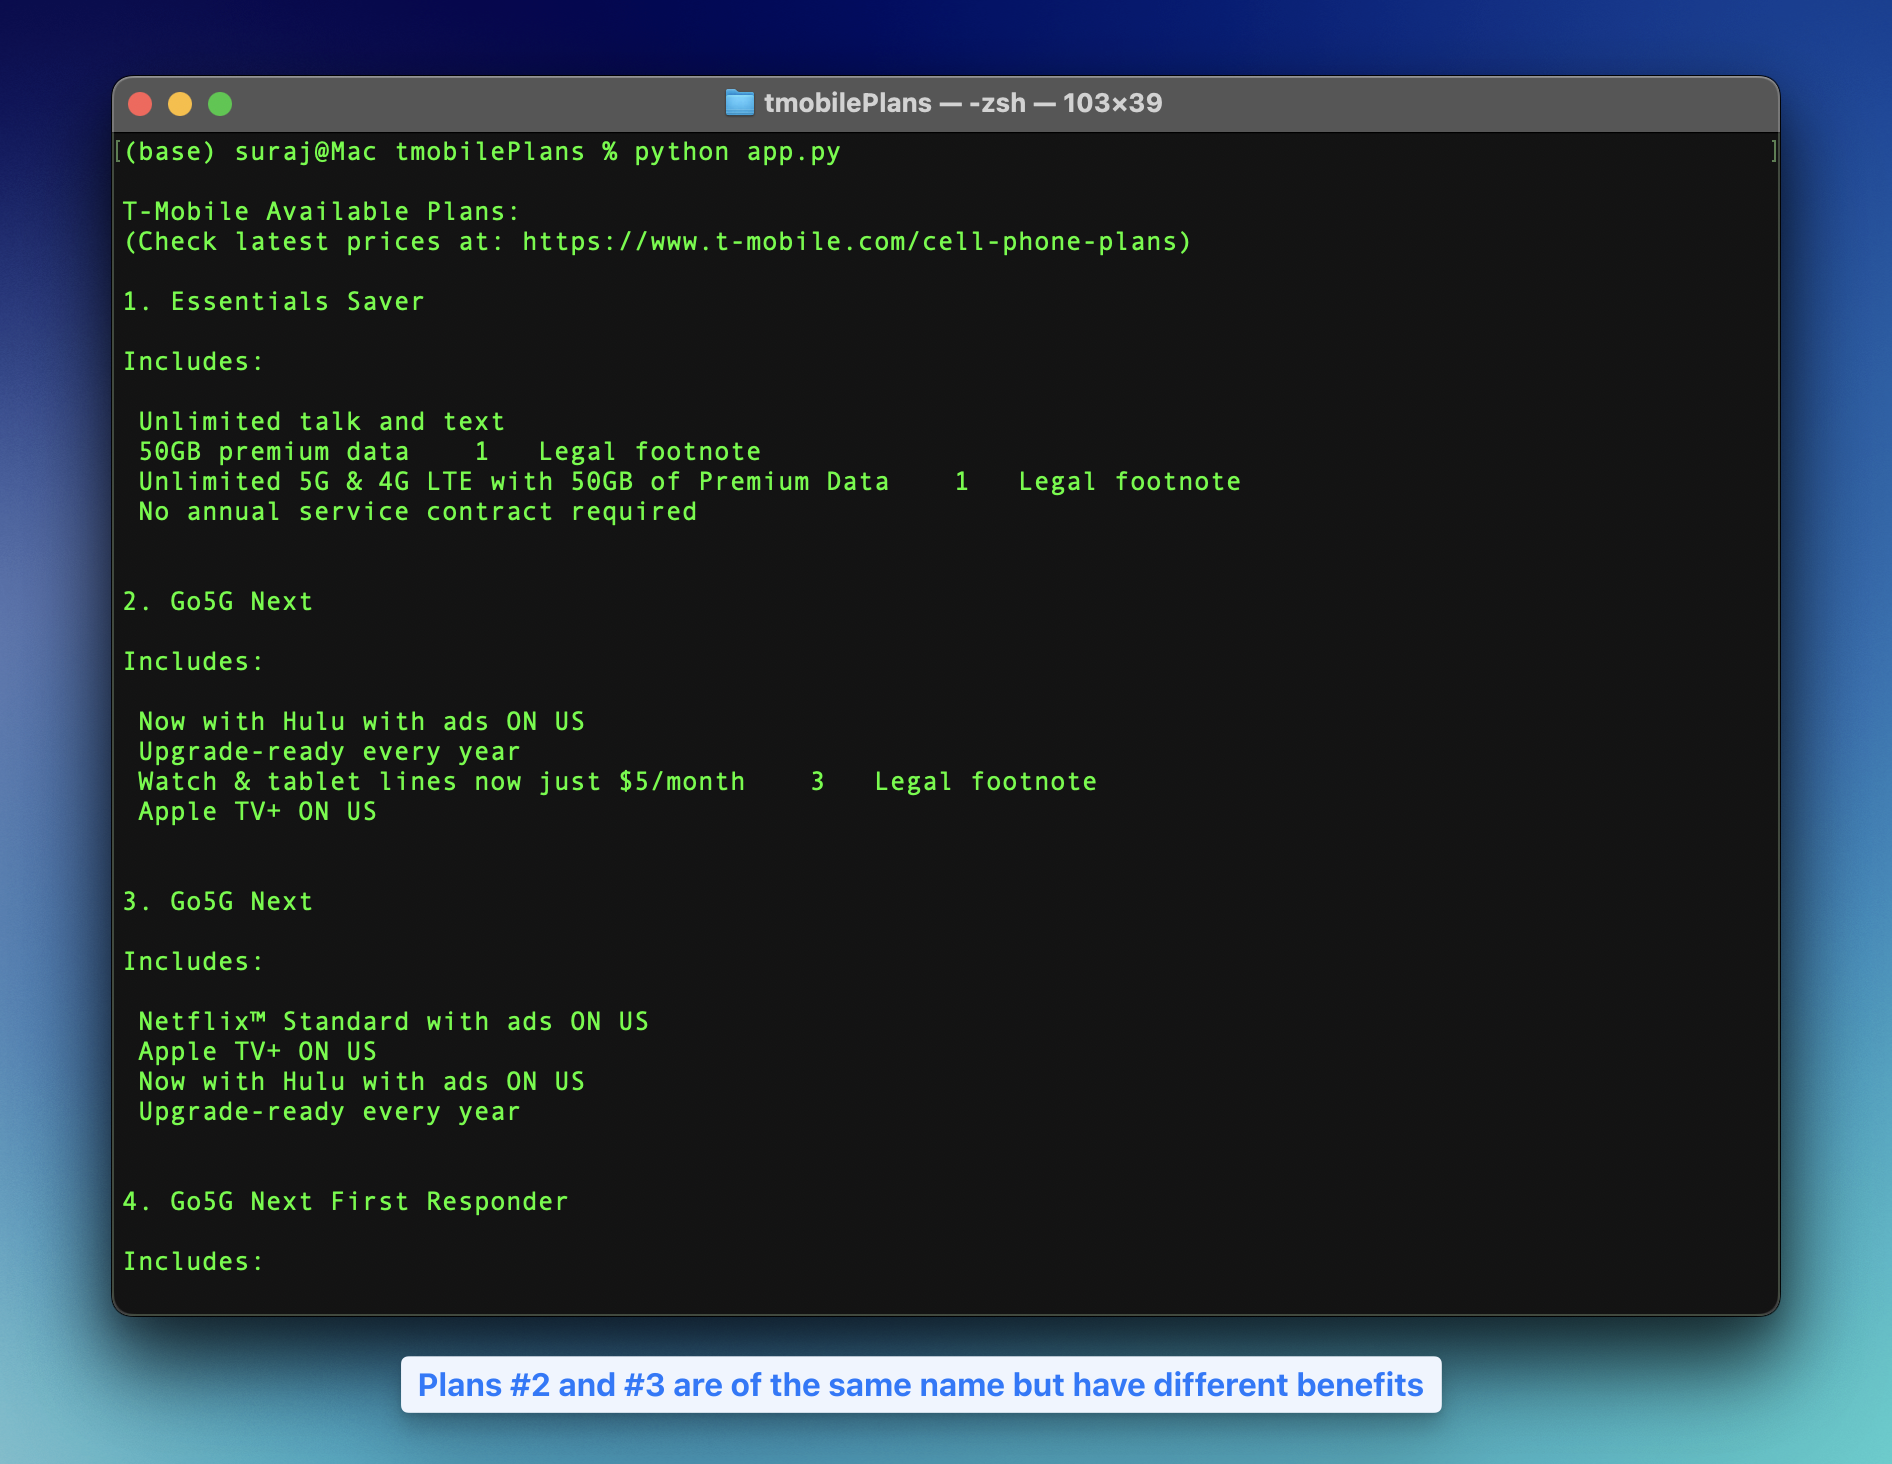 tmobilePlans — -zsh — 103×39
[(base) suraj@Mac tmobilePlans % python app.py ]
T-Mobile Available Plans:
(Check latest prices at: https://www.t-mobile.com/cell-phone-plans)
1. Essentials Saver
Includes:
Unlimited talk and text
50GB premium data 1 Legal footnote
Unlimited 5G & 4G LTE with 50GB of Premium Data 1 Legal footnote
No annual service contract required
2. Go5G Next
Includes:
Now with Hulu with ads ON US
Upgrade-ready every year
Watch & tablet lines now just $5/month 3 Legal footnote
Apple TV+ ON US
3. Go5G Next
Includes:
Netflix™ Standard with ads ON US
Apple TV+ ON US
Now with Hulu with ads ON US
Upgrade-ready every year
4. Go5G Next First Responder
Includes:
Plans #2 and #3 are of the same name but have different benefits